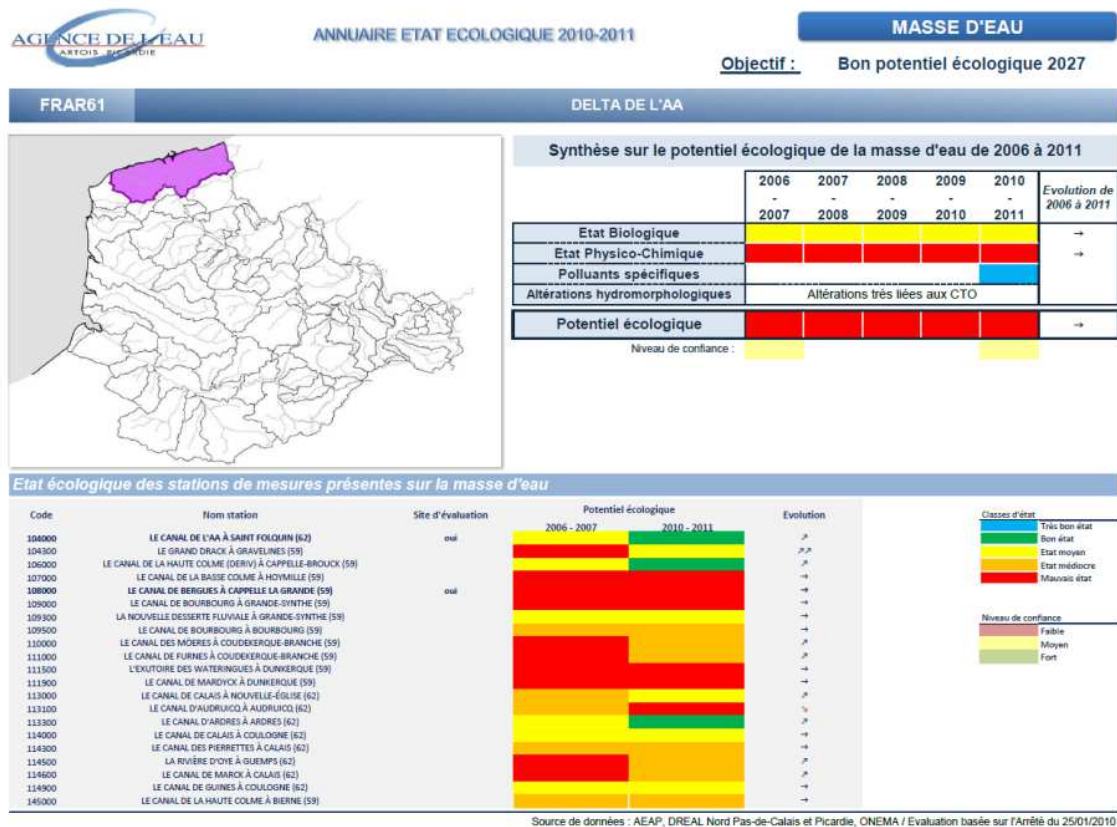 AGENCE DE L'EAU
ARTOIS PICARDIE
ANNUAIRE ETAT ECOLOGIQUE 2010-2011
MASSE D'EAU
Objectif : Bon potentiel écologique 2027
FRAR61 DELTA DE L'AA
Synthèse sur le potentiel écologique de la masse d'eau de 2006 à 2011
2006 - 2007 2007 - 2008 2008 - 2009 2009 - 2010 2010 - 2011 Evolution de 2006 à 2011
Etat Biologique →
Etat Physico-Chimique →
Polluants spécifiques
Altérations hydromorphologiques Altérations très liées aux CTO
Potentiel écologique →
Niveau de confiance :
Etat écologique des stations de mesures présentes sur la masse d'eau
Code Nom station Site d'évaluation Potentiel écologique Evolution
2006 - 2007 2010 - 2011
104000 LE CANAL DE L'AA À SAINT FOLQUIN (62) oui ↗
104300 LE GRAND DRACK À GRAVELINES (59) ↗↗
106000 LE CANAL DE LA HAUTE COLME (DERIV) À CAPPELLE-BROUCK (59) ↗
107000 LE CANAL DE LA BASSE COLME À HOYMILLE (59) →
108000 LE CANAL DE BERGUES À CAPPELLE LA GRANDE (59) oui →
109000 LE CANAL DE BOURBOURG À GRANDE-SYNTHE (59) →
109300 LA NOUVELLE DESSERTE FLUVIALE À GRANDE-SYNTHE (59) →
109500 LE CANAL DE BOURBOURG À BOURBOURG (59) →
110000 LE CANAL DES MÖERES À COUDEKERQUE-BRANCHE (59) ↗
111000 LE CANAL DE FURNES À COUDEKERQUE-BRANCHE (59) ↗
111500 L'EXUTOIRE DES WATERINGUES À DUNKERQUE (59) →
111900 LE CANAL DE MARDYCK À DUNKERQUE (59) →
113000 LE CANAL DE CALAIS À NOUVELLE-ÉGLISE (62) ↗
113100 LE CANAL D'AUDRUICQ À AUDRUICQ (62) ↘
113300 LE CANAL D'ARDRES À ARDRES (62) ↗
114000 LE CANAL DE CALAIS À COULOGNE (62) →
114300 LE CANAL DES PIERRETTES À CALAIS (62) →
114500 LA RIVIÈRE D'OYE À GUEMPS (62) ↗
114600 LE CANAL DE MARCK À CALAIS (62) ↗
114900 LE CANAL DE GUINES À COULOGNE (62) →
145000 LE CANAL DE LA HAUTE COLME À BIERNE (59) →
Classes d'état
Très bon état
Bon état
Etat moyen
Etat médiocre
Mauvais état
Niveau de confiance
Faible
Moyen
Fort
Source de données : AEAP, DREAL Nord Pas-de-Calais et Picardie, ONEMA / Evaluation basée sur l'Arrêté du 25/01/2010